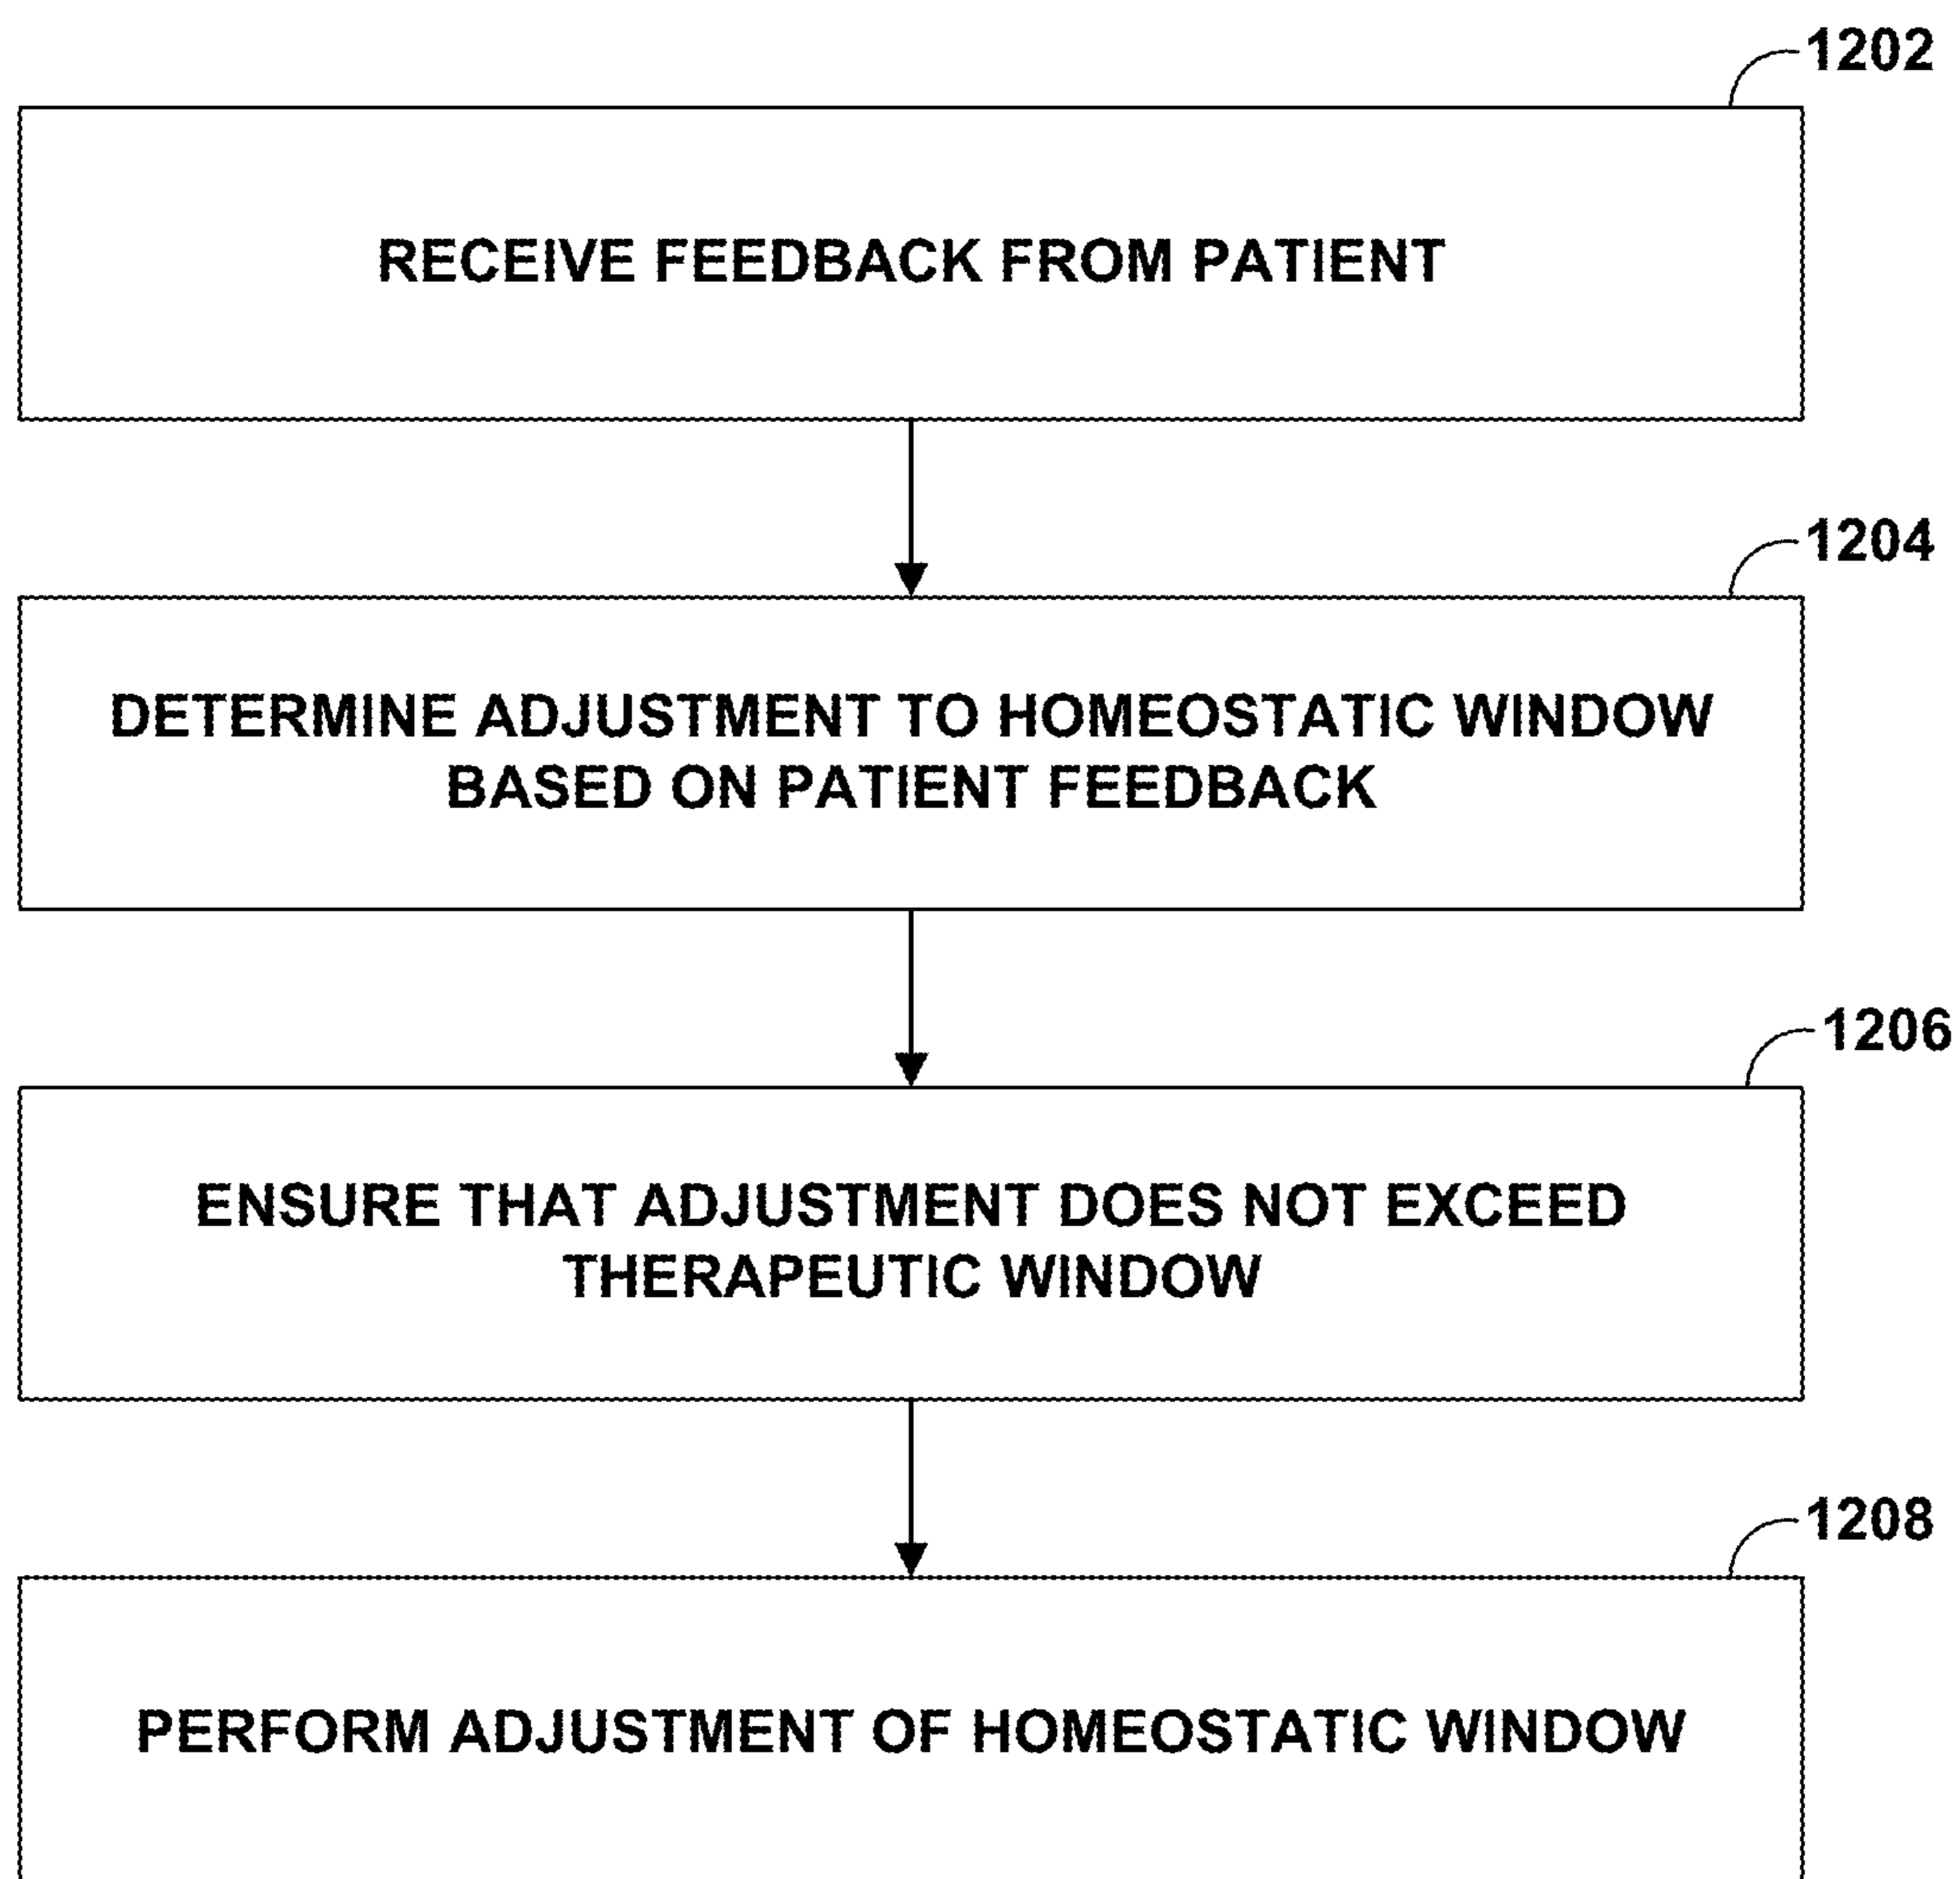 1202
RECEIVE FEEDBACK FROM PATIENT
1204
DETERMINE ADJUSTMENT TO HOMEOSTATIC WINDOW
BASED ON PATIENT FEEDBACK
1206
ENSURE THAT ADJUSTMENT DOES NOT EXCEED
THERAPEUTIC WINDOW
1208
PERFORM ADJUSTMENT OF HOMEOSTATIC WINDOW